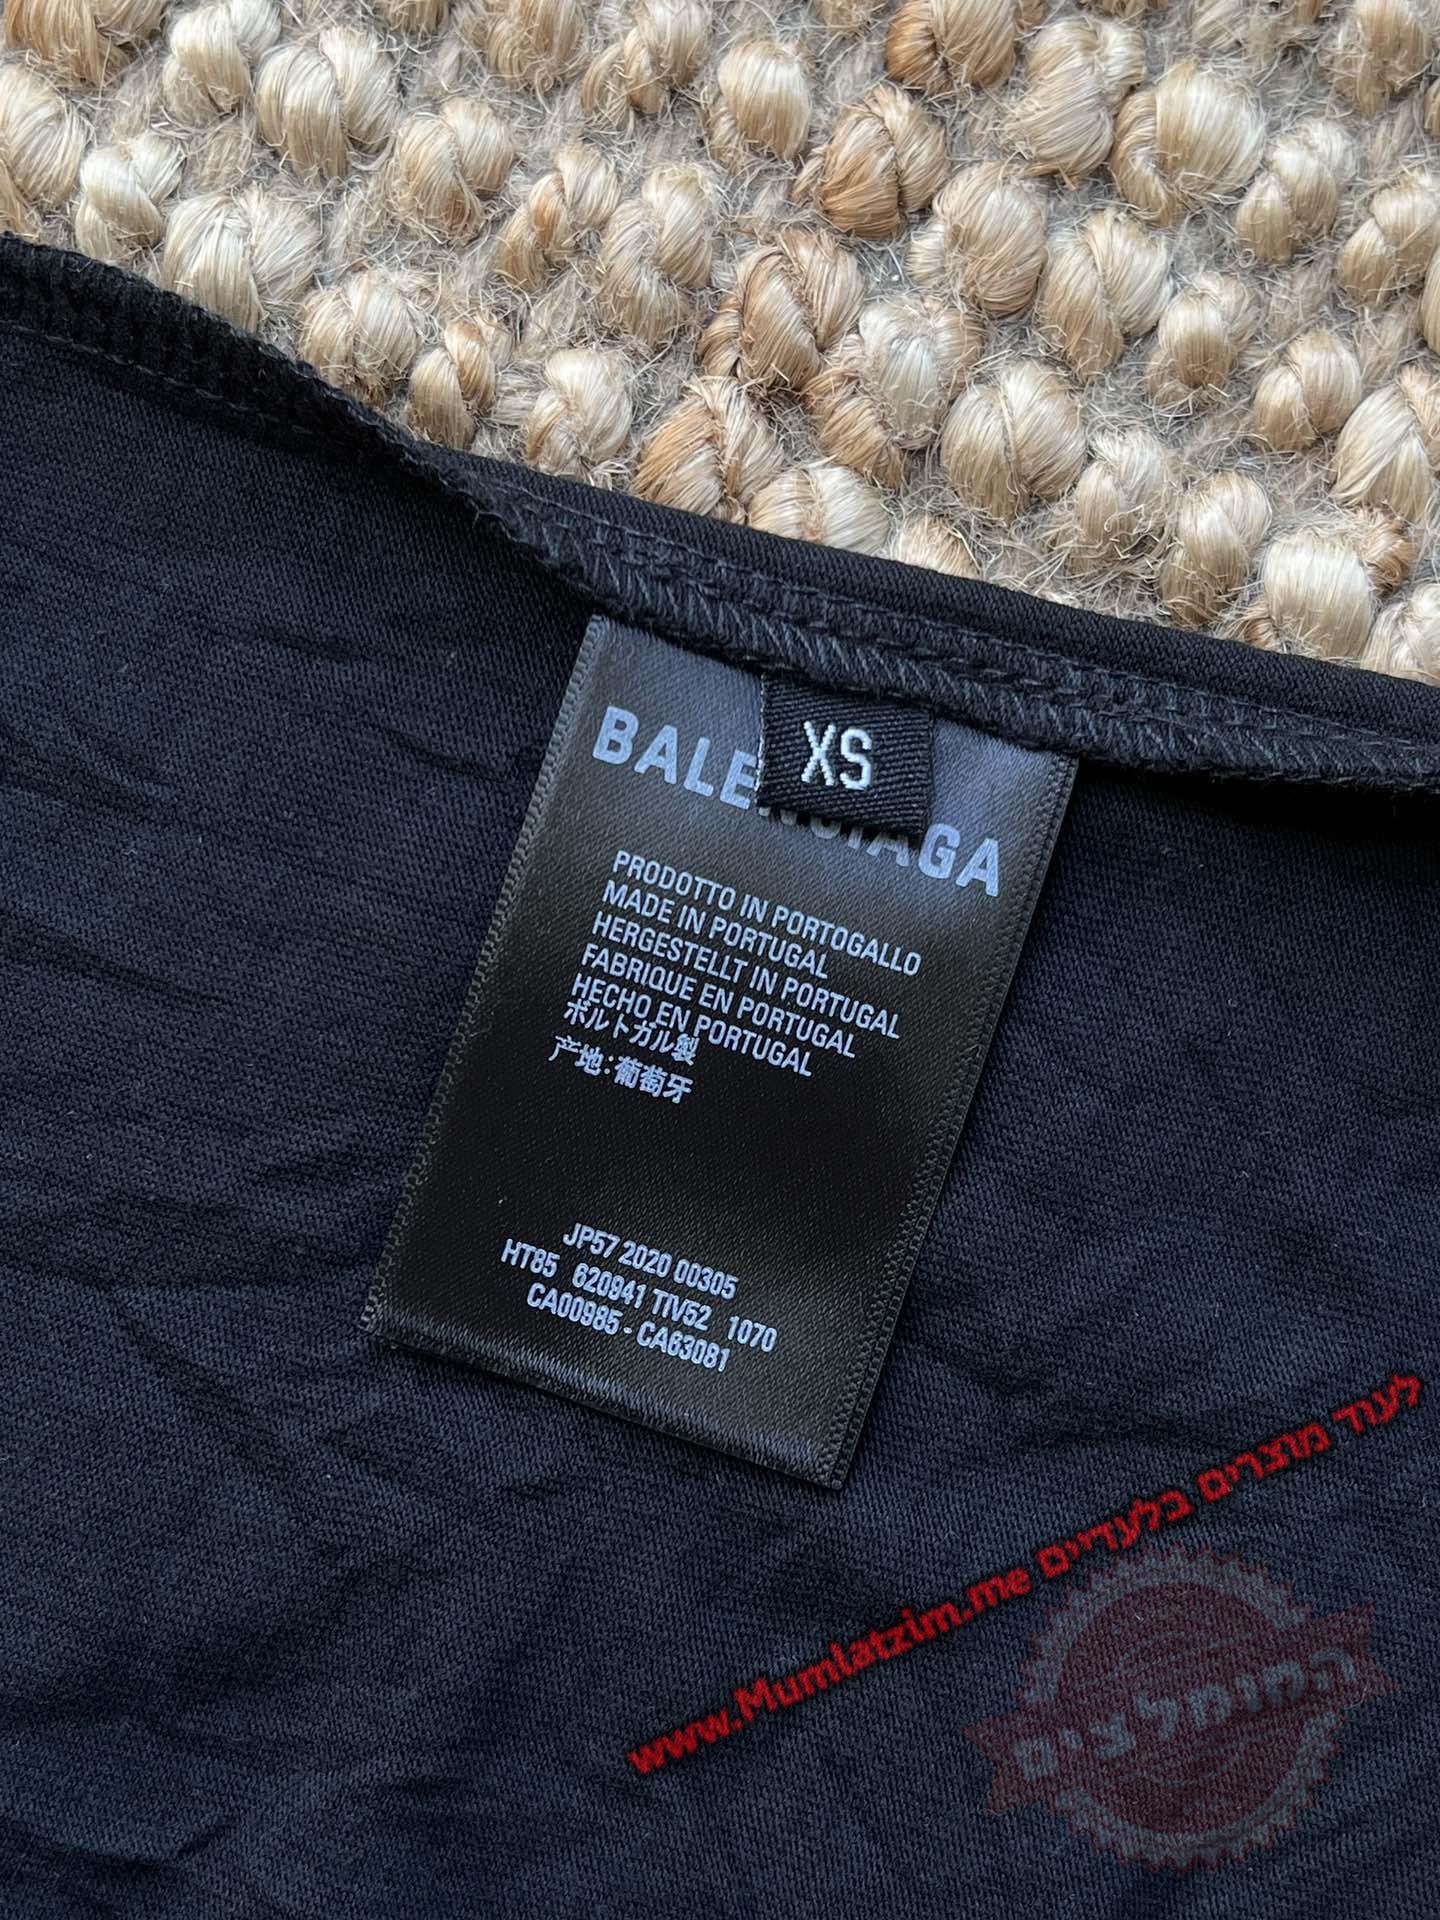 XS
BALENCIAGA
PRODOTTO IN PORTOGALLO
MADE IN PORTUGAL
HERGESTELLT IN PORTUGAL
FABRIQUE EN PORTUGAL
HECHO EN PORTUGAL
ボルトガル製
产地:葡萄牙
JP57 2020 00305
HT85 620941 TIV52 1070
CA00985 - CA63081
לעוד מוצרים בלעדיים www.Mumlatzim.me
המומלצים